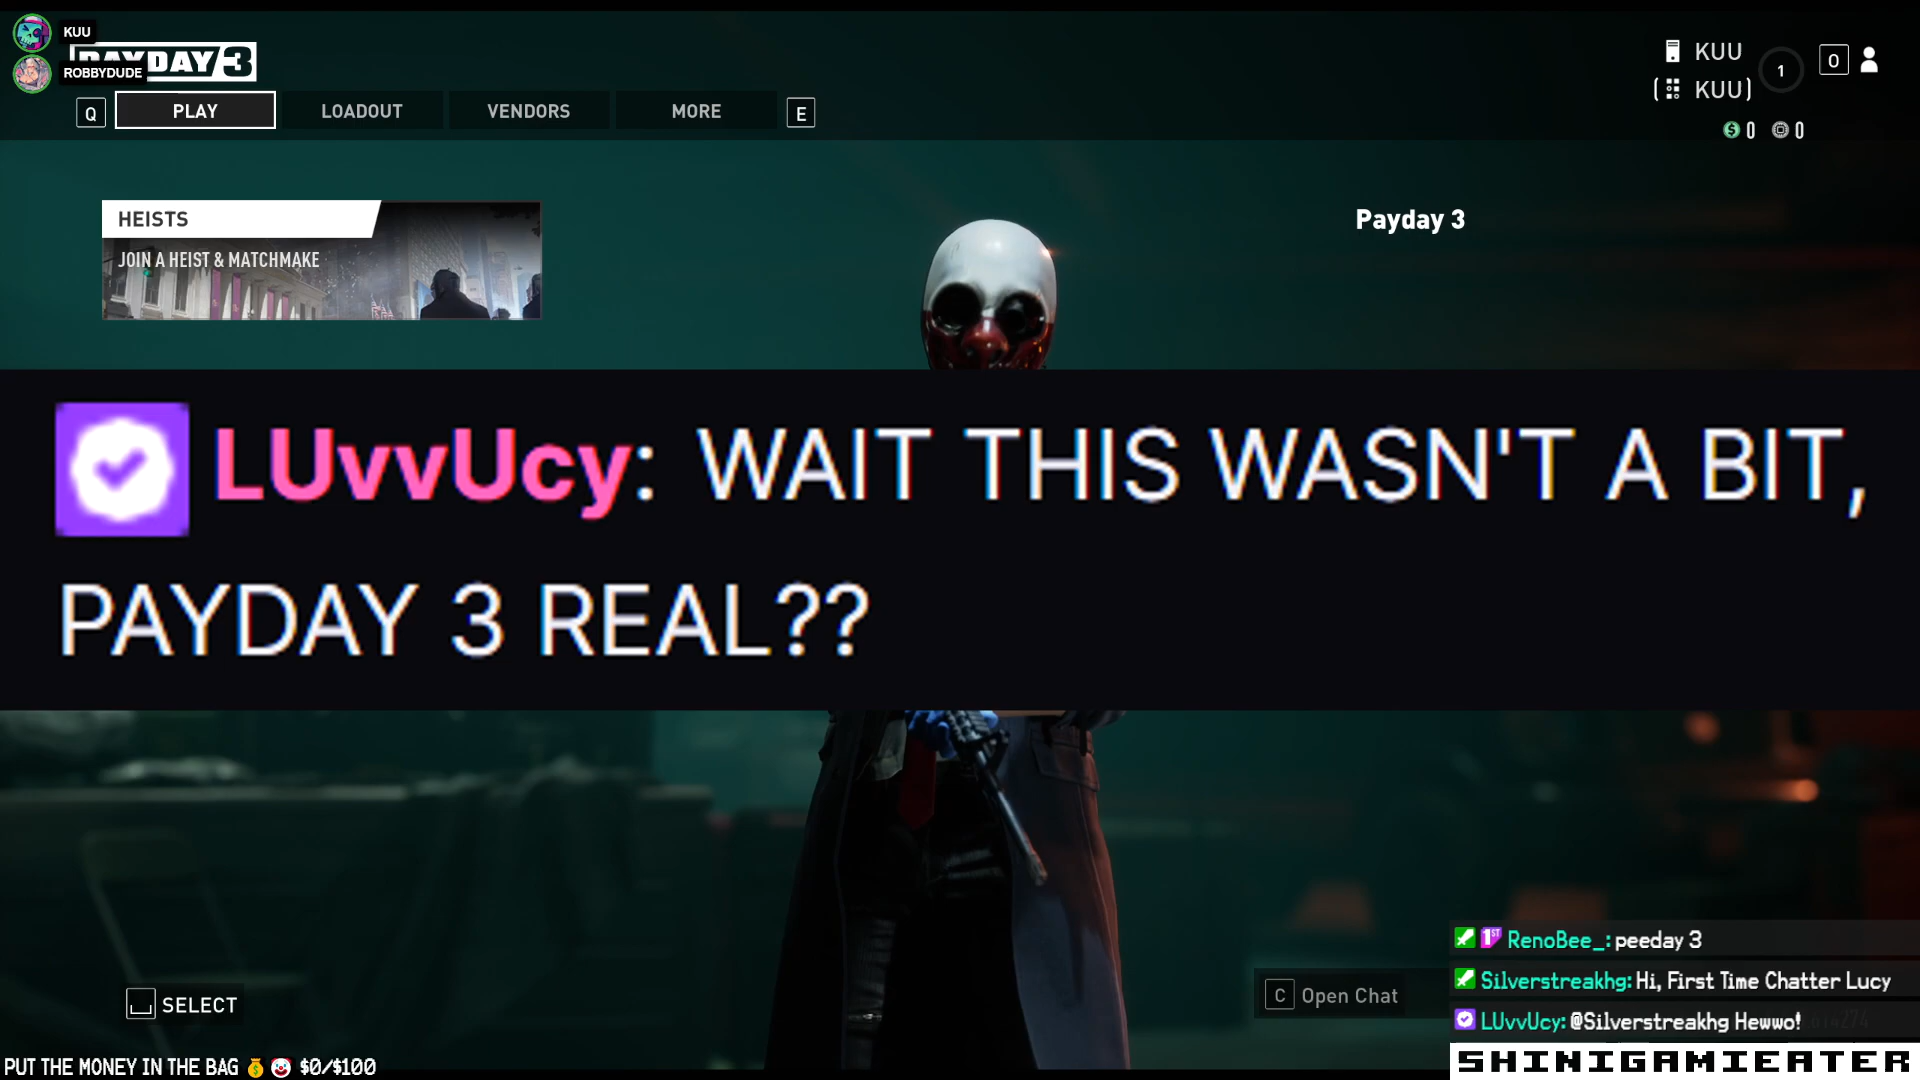 KUU
PAYDAY 3
ROBBYDUDE
Q
PLAY
LOADOUT
VENDORS
MORE
E
KUU
KUU
1
O
$ 0
0
HEISTS
JOIN A HEIST & MATCHMAKE
Payday 3
LUvvUcy: WAIT THIS WASN'T A BIT,
PAYDAY 3 REAL??
SELECT
C Open Chat
1ST RenoBee_: peeday 3
Silverstreakhg: Hi, First Time Chatter Lucy
LUvvUcy: @Silverstreakhg Hewwo!
PUT THE MONEY IN THE BAG 💰 🤡 $0/$100
SHINIGAMIEATER